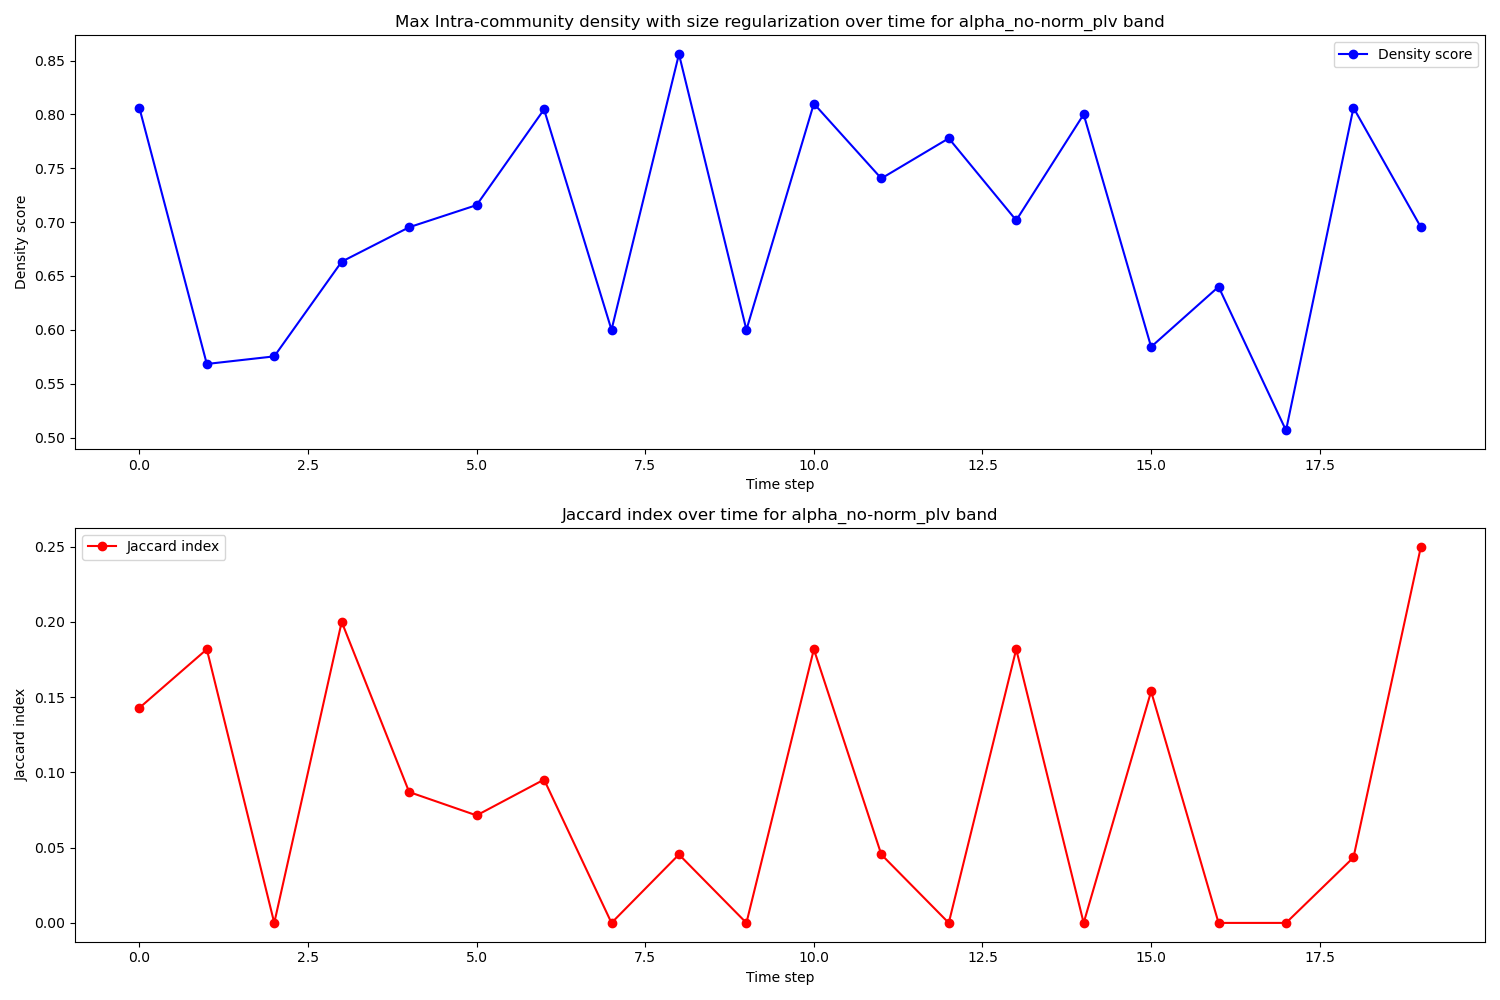 Max Intra-community density with size regularization over time for alpha_no-norm_plv band
Density score
0.85
0.80
0.75
0.70
0.65
0.60
0.55
0.50
Density score
0.0 2.5 5.0 7.5 10.0 12.5 15.0 17.5
Time step
Jaccard index over time for alpha_no-norm_plv band
Jaccard index
0.25
0.20
0.15
0.10
0.05
0.00
Jaccard index
0.0 2.5 5.0 7.5 10.0 12.5 15.0 17.5
Time step